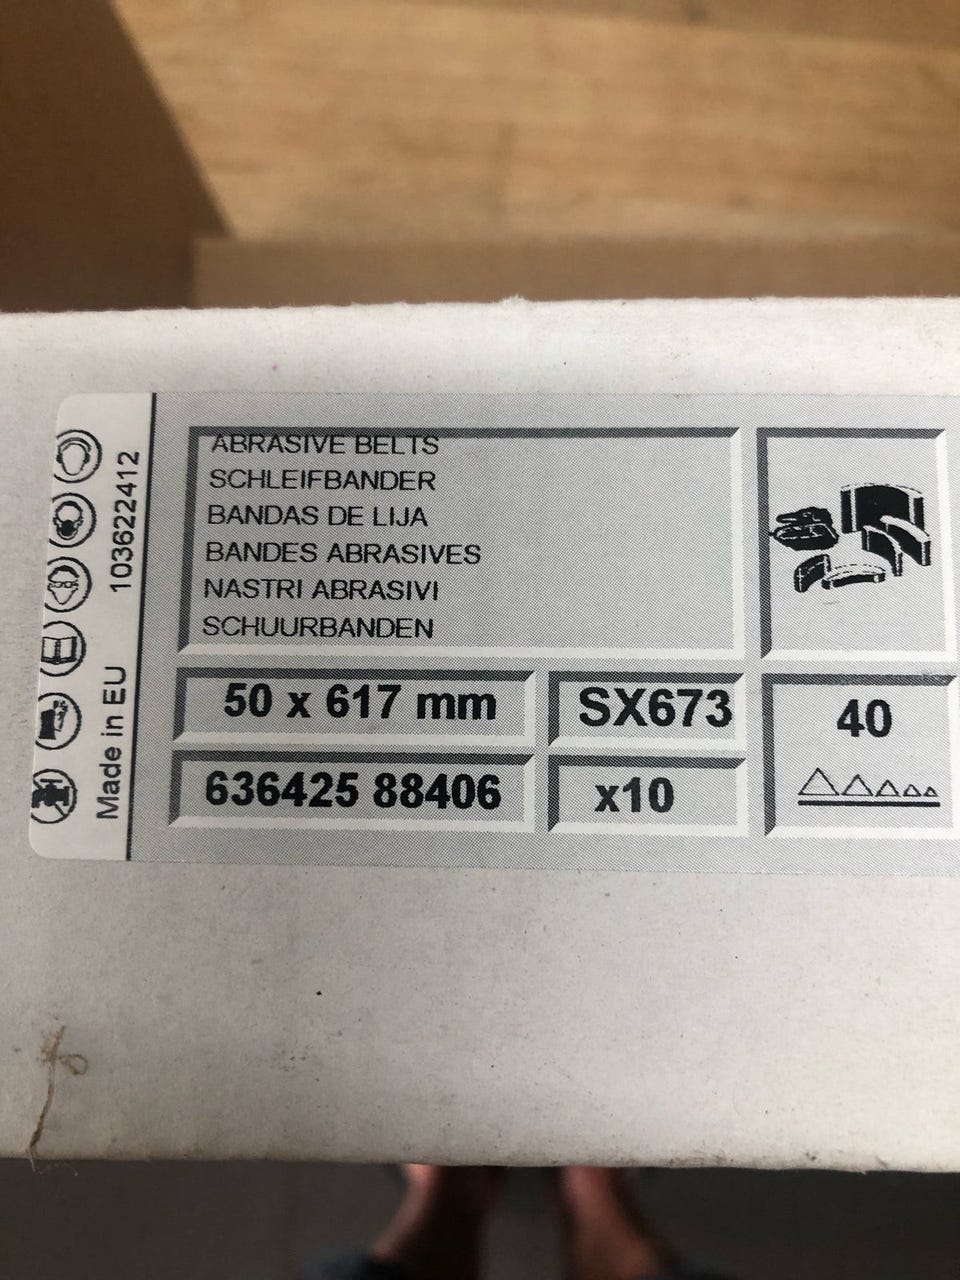 ABRASIVE BELTS
SCHLEIFBANDER
BANDAS DE LIJA
BANDES ABRASIVES
NASTRI ABRASIVI
SCHUURBANDEN
50 x 617 mm
SX673
40
636425 88406
x10
Made in EU 103622412